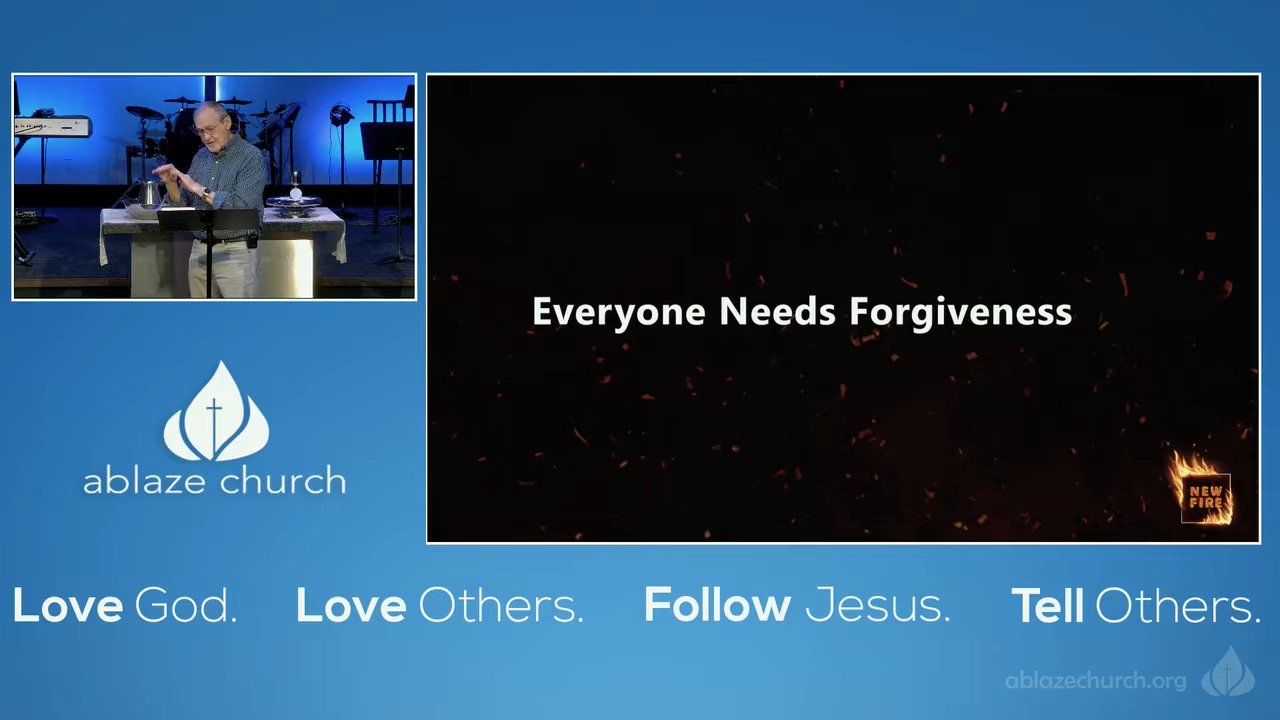 Everyone Needs Forgiveness
NEW
FIRE
ablaze church
Love God. Love Others. Follow Jesus. Tell Others.
ablazechurch.org